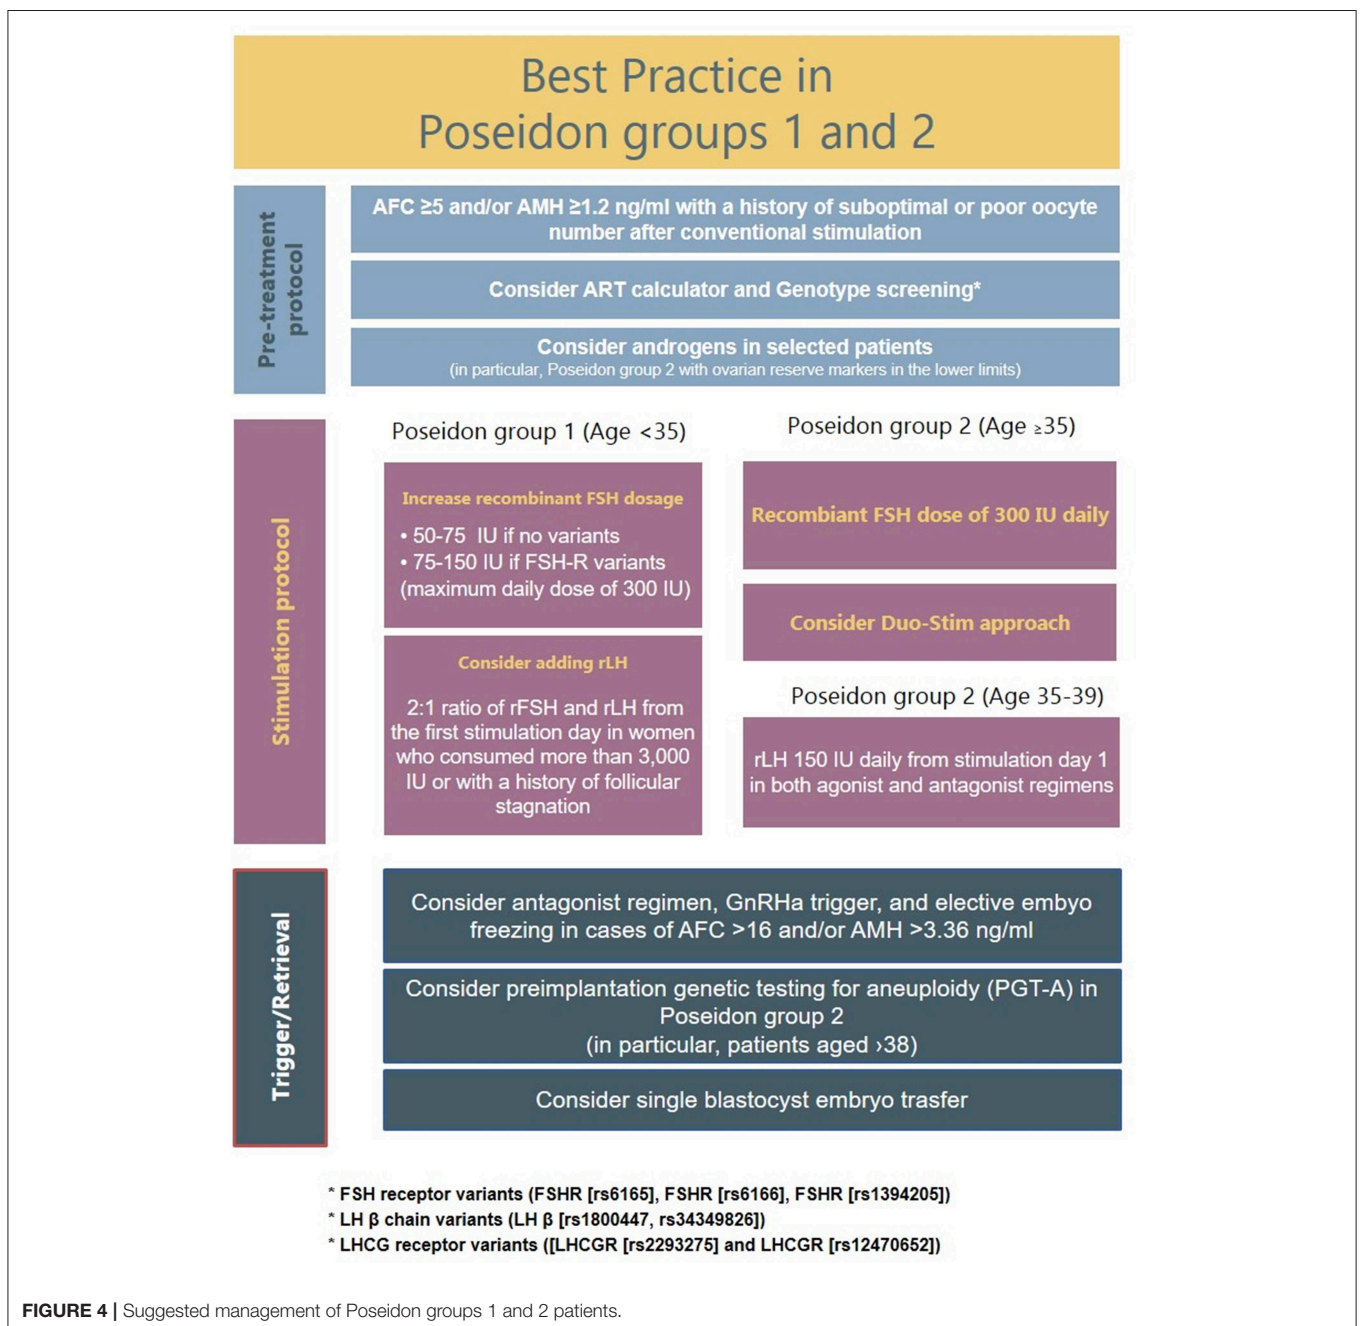 Best Practice in
Poseidon groups 1 and 2
Pre-treatment
protocol
AFC ≥5 and/or AMH ≥1.2 ng/ml with a history of suboptimal or poor oocyte
number after conventional stimulation
Consider ART calculator and Genotype screening*
Consider androgens in selected patients
(in particular, Poseidon group 2 with ovarian reserve markers in the lower limits)
Stimulation protocol
Poseidon group 1 (Age <35)
Increase recombinant FSH dosage
• 50-75 IU if no variants
• 75-150 IU if FSH-R variants
(maximum daily dose of 300 IU)
Consider adding rLH
2:1 ratio of rFSH and rLH from
the first stimulation day in women
who consumed more than 3,000
IU or with a history of follicular
stagnation
Poseidon group 2 (Age ≥35)
Recombiant FSH dose of 300 IU daily
Consider Duo-Stim approach
Poseidon group 2 (Age 35-39)
rLH 150 IU daily from stimulation day 1
in both agonist and antagonist regimens
Trigger/Retrieval
Consider antagonist regimen, GnRHa trigger, and elective embyo
freezing in cases of AFC >16 and/or AMH >3.36 ng/ml
Consider preimplantation genetic testing for aneuploidy (PGT-A) in
Poseidon group 2
(in particular, patients aged ›38)
Consider single blastocyst embryo trasfer
* FSH receptor variants (FSHR [rs6165], FSHR [rs6166], FSHR [rs1394205])
* LH β chain variants (LH β [rs1800447, rs34349826])
* LHCG receptor variants ([LHCGR [rs2293275] and LHCGR [rs12470652])
FIGURE 4 | Suggested management of Poseidon groups 1 and 2 patients.